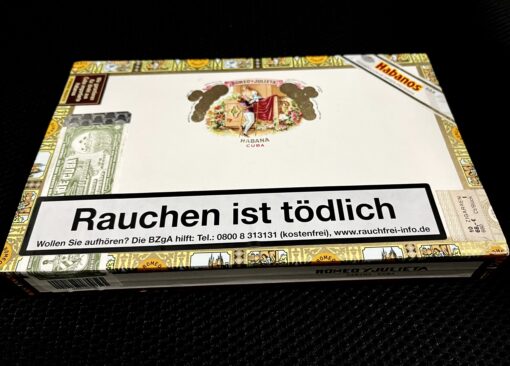 Habanos
ROMEO Y JULIETA
HABANA
CUBA
Rauchen ist tödlich
Wollen Sie aufhören? Die BZgA hilft: Tel.: 0800 8 313131 (kostenfrei), www.rauchfrei-info.de
ROMEO Y JULIETA